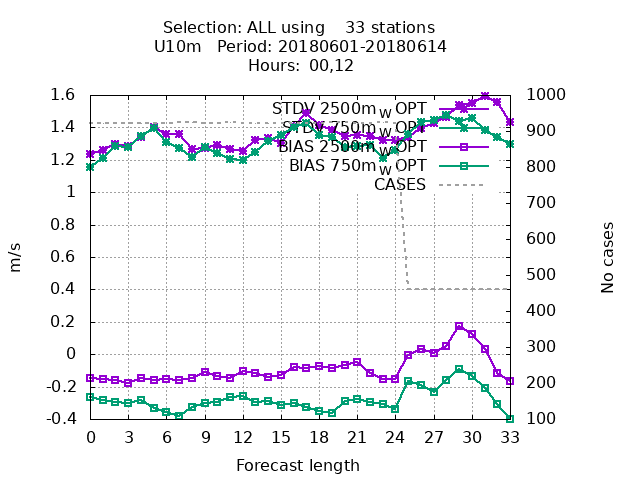 Selection: ALL using 33 stations
U10m Period: 20180601-20180614
Hours: 00,12
1.6
1.4
1.2
1
0.8
0.6
0.4
0.2
0
-0.2
-0.4
m/s
STDV 2500m_W OPT
STDV 750m_W OPT
BIAS 2500m_W OPT
BIAS 750m_W OPT
CASES
1000
900
800
700
600
500
400
300
200
100
No cases
0 3 6 9 12 15 18 21 24 27 30 33
Forecast length